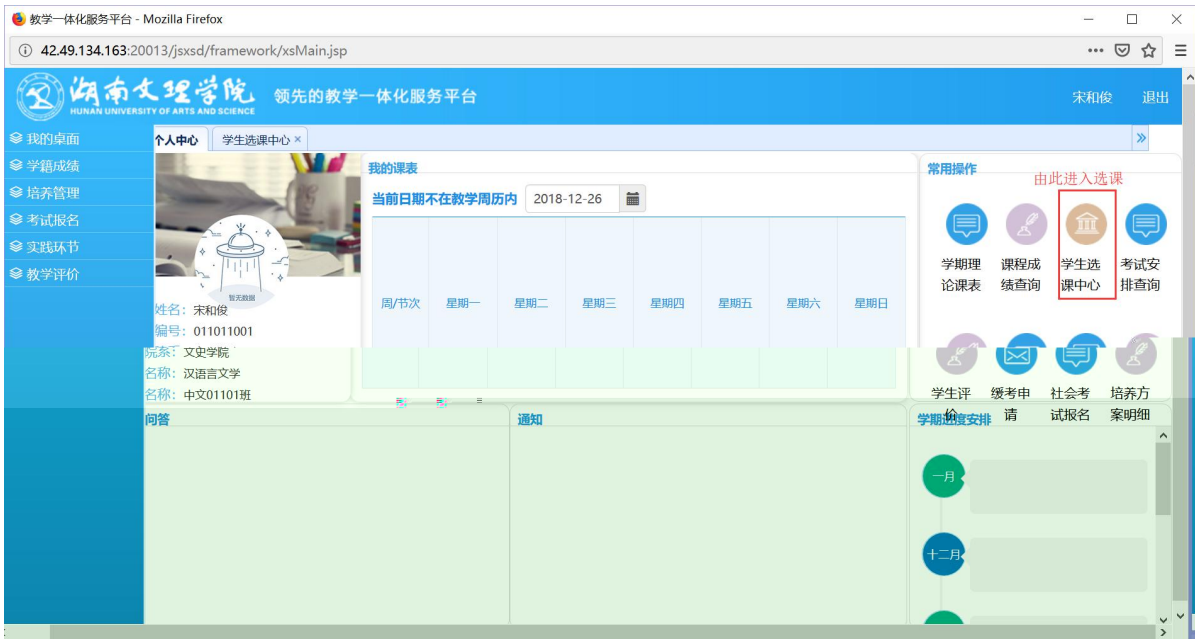 教学一体化服务平台 - Mozilla Firefox
42.49.134.163:20013/jsxsd/framework/xsMain.jsp
湖南文理学院
HUNAN UNIVERSITY OF ARTS AND SCIENCE
领先的教学一体化服务平台
宋和俊 退出
我的桌面
学籍成绩
培养管理
考试报名
实践环节
教学评价
个人中心 学生选课中心 ×
暂无数据
姓名：宋和俊
编号：011011001
院系：文史学院
名称：汉语言文学
名称：中文01101班
我的课表
当前日期不在教学周历内 2018-12-26
周/节次 星期一 星期二 星期三 星期四 星期五 星期六 星期日
常用操作
由此进入选课
学期理论课表
课程成绩查询
学生选课中心
考试安排查询
学生评价
缓考申请
社会考试报名
培养方案明细
问答
通知
学期进度安排
一月
十二月